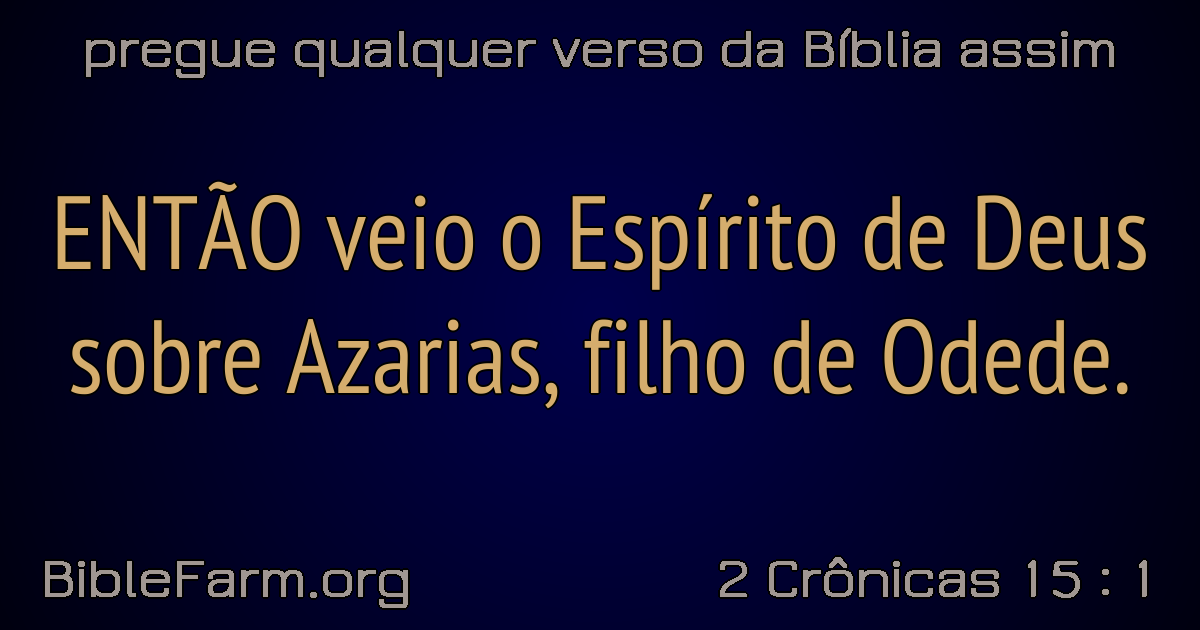 pregue qualquer verso da Bíblia assim
ENTÃO veio o Espírito de Deus
sobre Azarias, filho de Odede.
BibleFarm.org
2 Crônicas 15 : 1